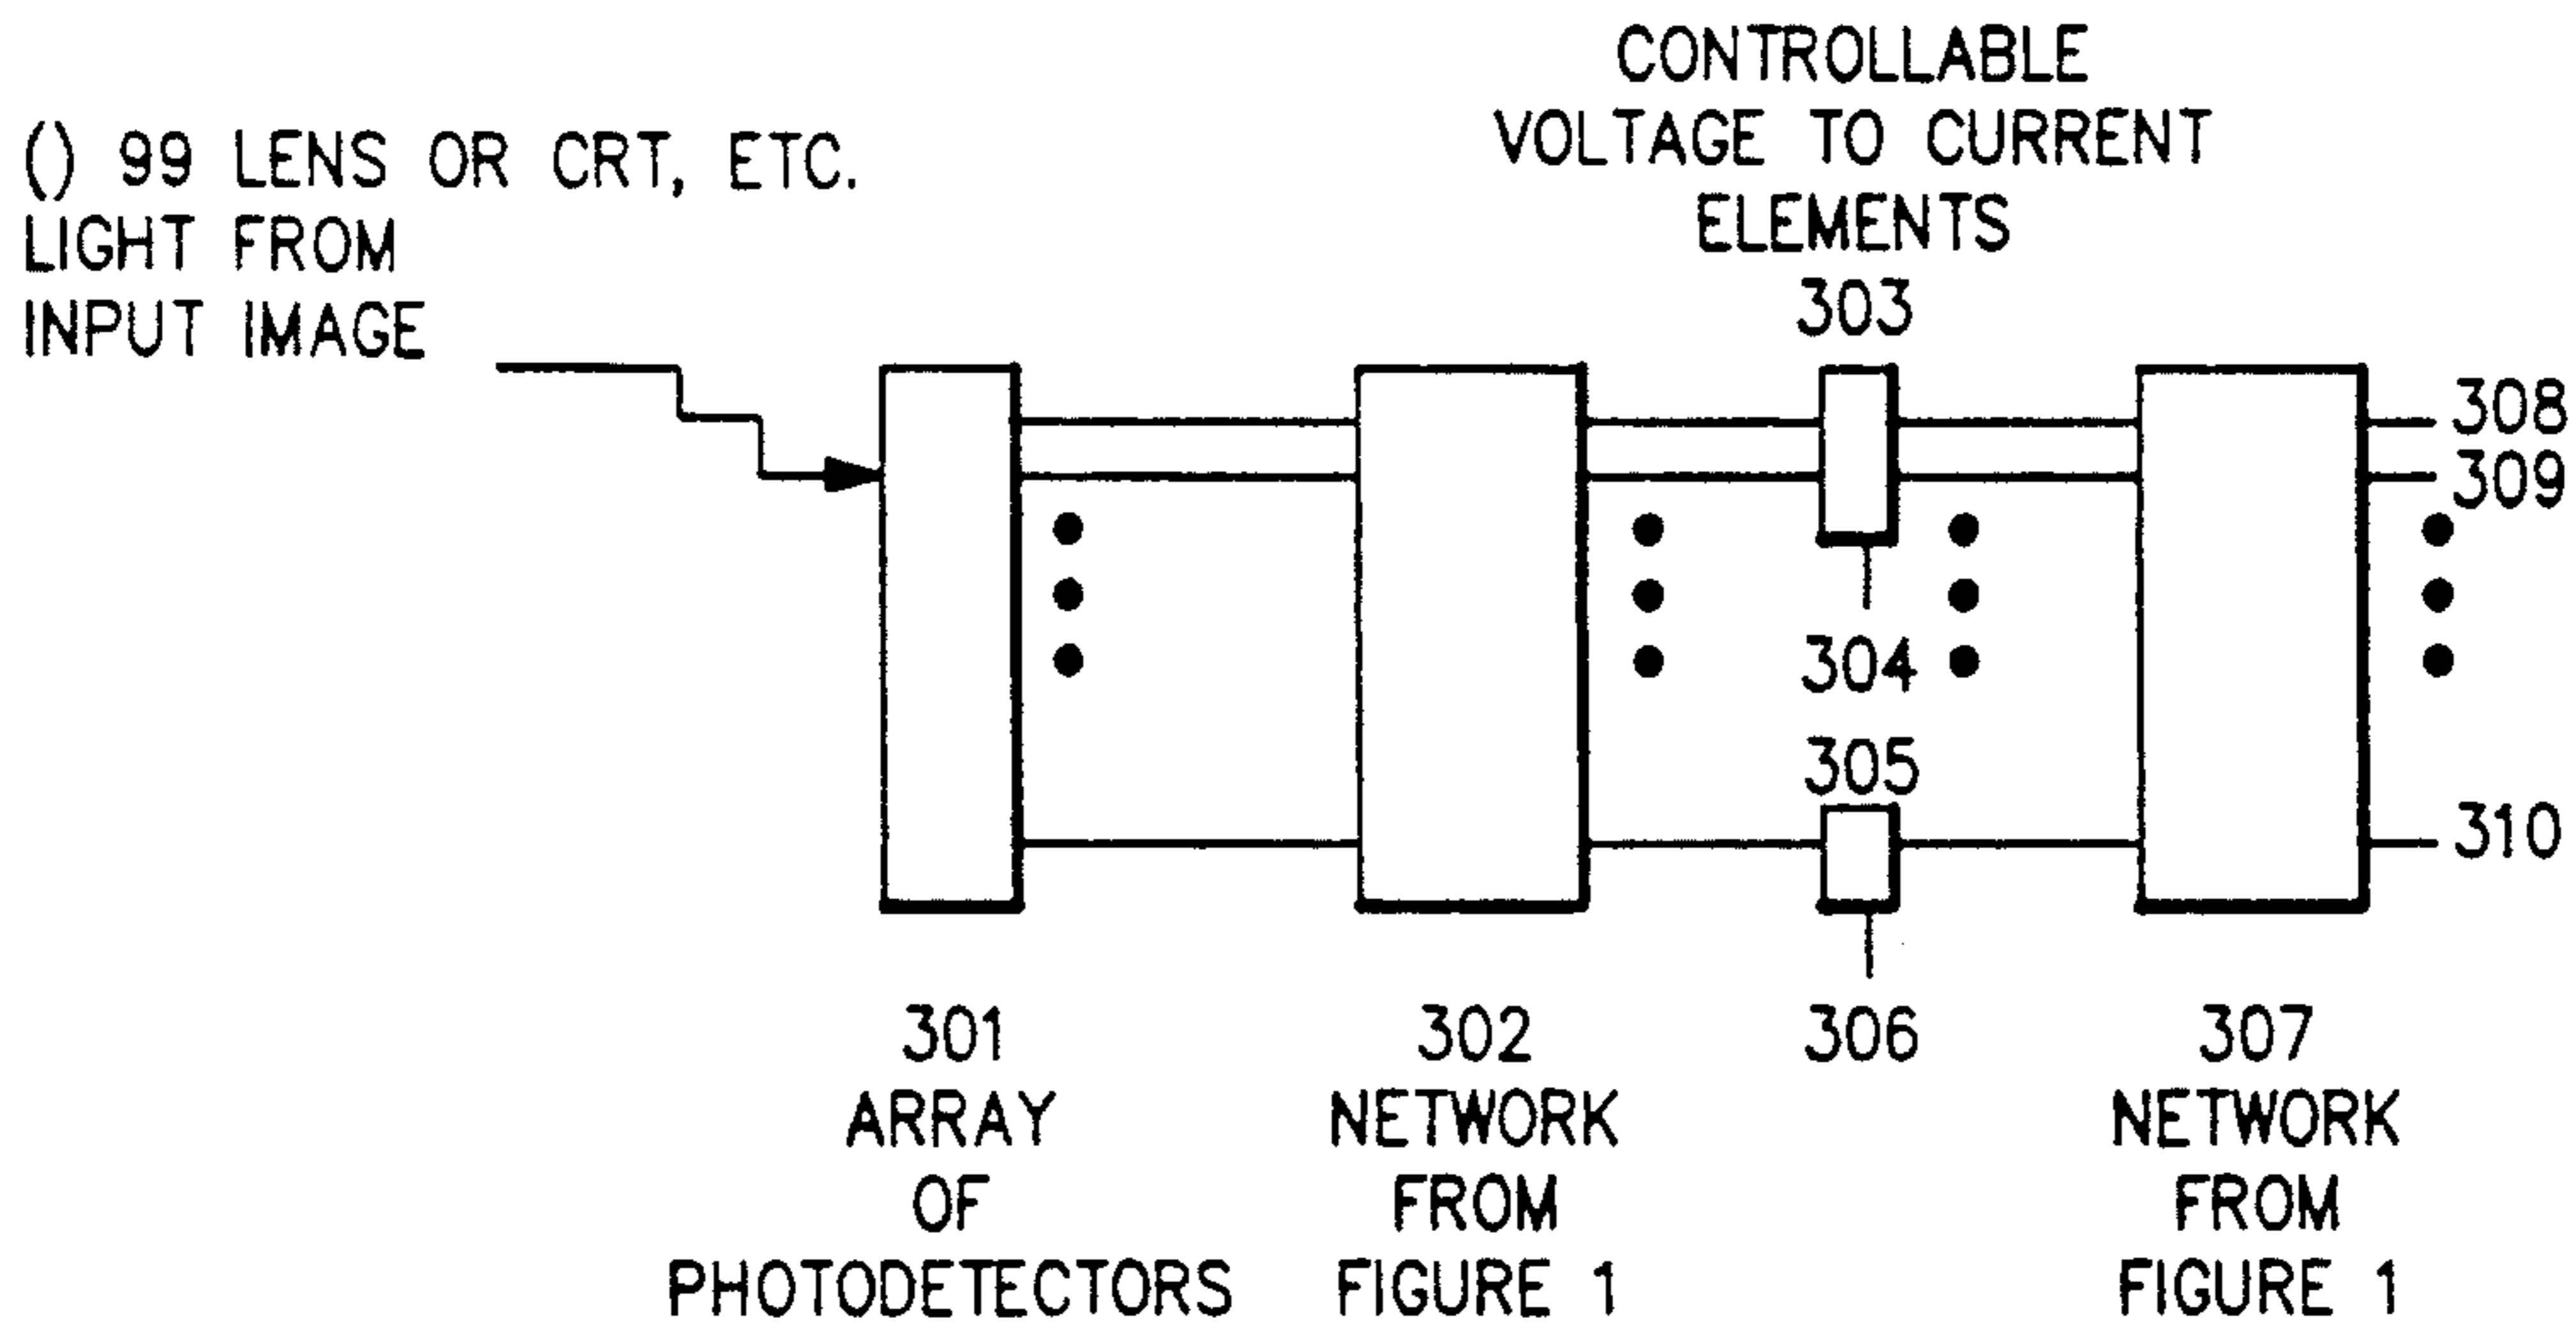 CONTROLLABLE
VOLTAGE TO CURRENT
ELEMENTS
303
() 99 LENS OR CRT, ETC.
LIGHT FROM
INPUT IMAGE
308
309
304
305
310
301
ARRAY
OF
PHOTODETECTORS
302
NETWORK
FROM
FIGURE 1
306
307
NETWORK
FROM
FIGURE 1